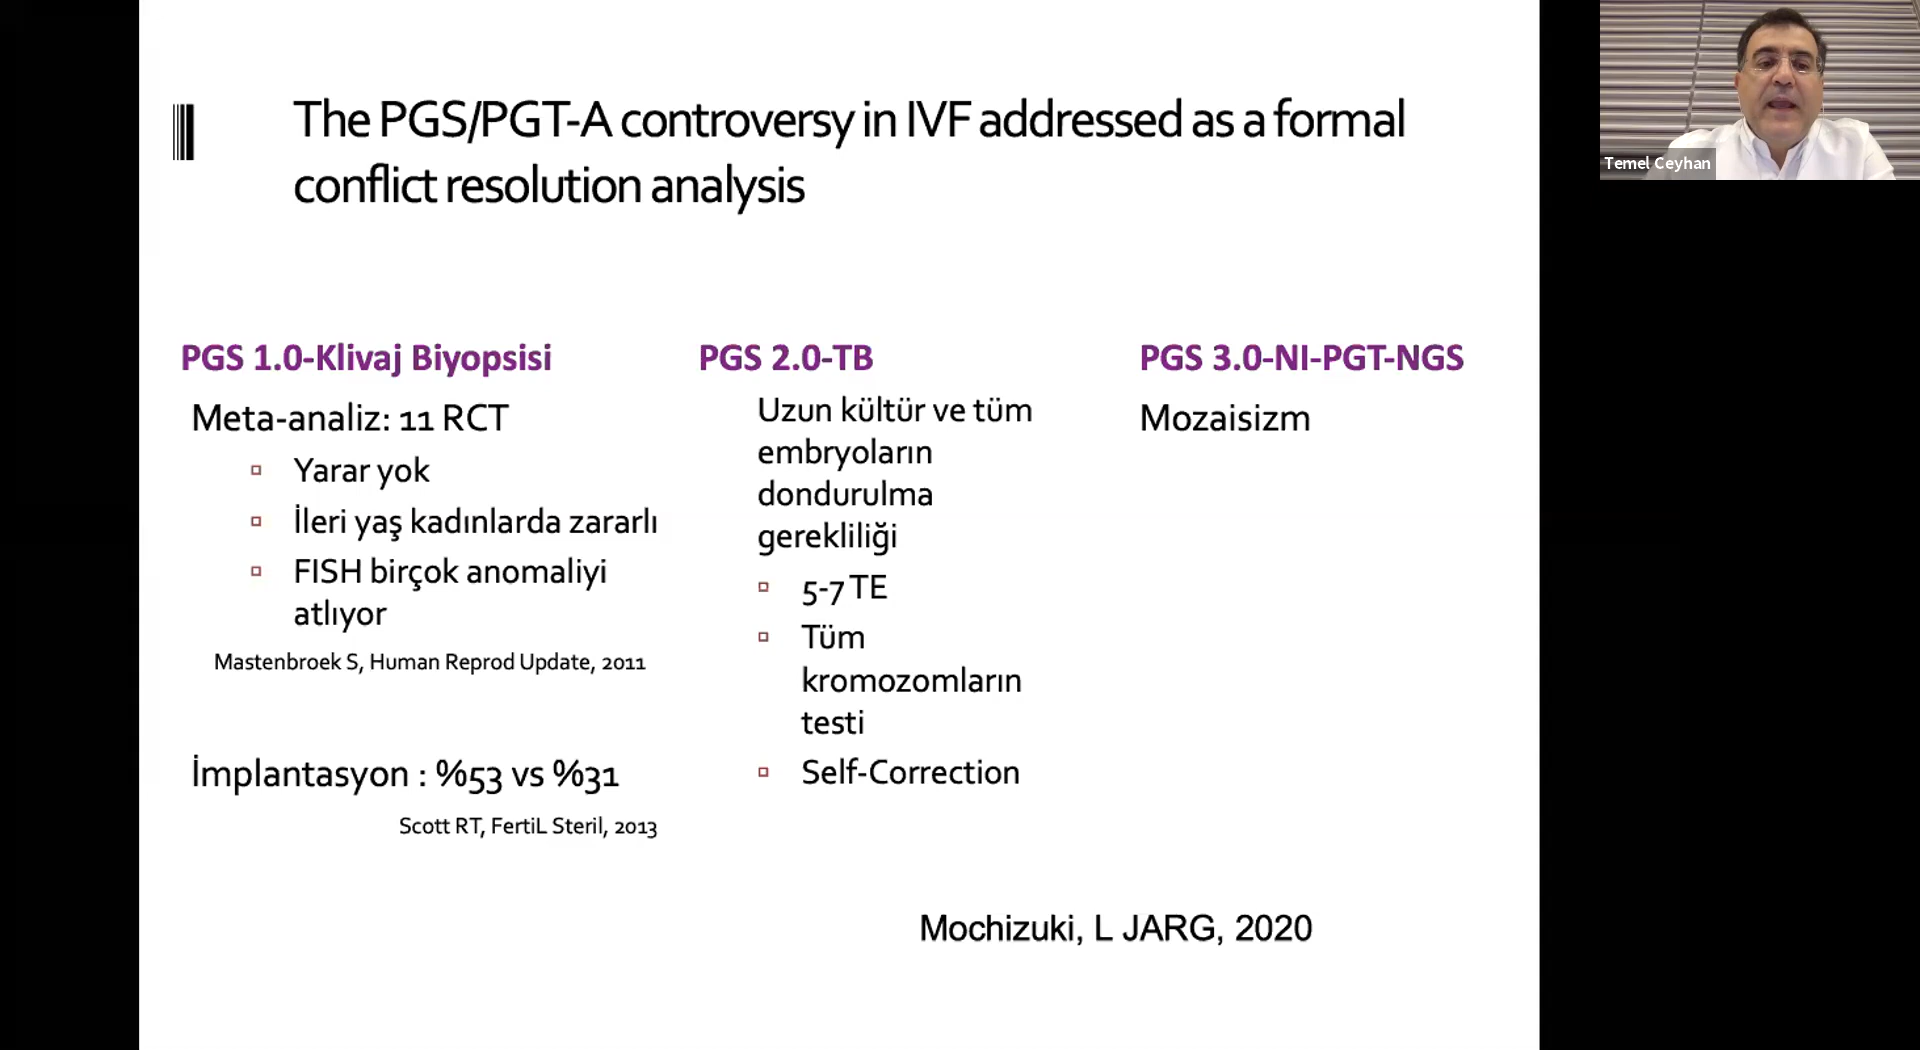 The PGS/PGT-A controversy in IVF addressed as a formal
conflict resolution analysis
PGS 1.0-Klivaj Biyopsisi
Meta-analiz: 11 RCT
Yarar yok
İleri yaş kadınlarda zararlı
FISH birçok anomaliyi
atlıyor
Mastenbroek S, Human Reprod Update, 2011
İmplantasyon : %53 vs %31
Scott RT, FertiL Steril, 2013
PGS 2.0-TB
Uzun kültür ve tüm
embryoların
dondurulma
gerekliliği
5-7 TE
Tüm
kromozomların
testi
Self-Correction
PGS 3.0-NI-PGT-NGS
Mozaisizm
Mochizuki, L JARG, 2020
Temel Ceyhan